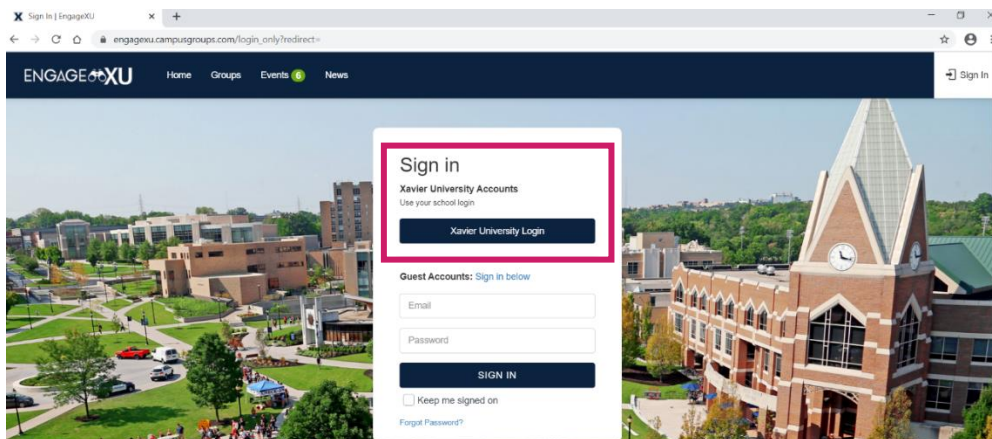 Sign In | EngageXU
engagexu.campusgroups.com/login_only?redirect=
ENGAGE XU Home Groups Events 6 News Sign In
Sign in
Xavier University Accounts
Use your school login
Xavier University Login
Guest Accounts: Sign in below
Email
Password
SIGN IN
Keep me signed on
Forgot Password?